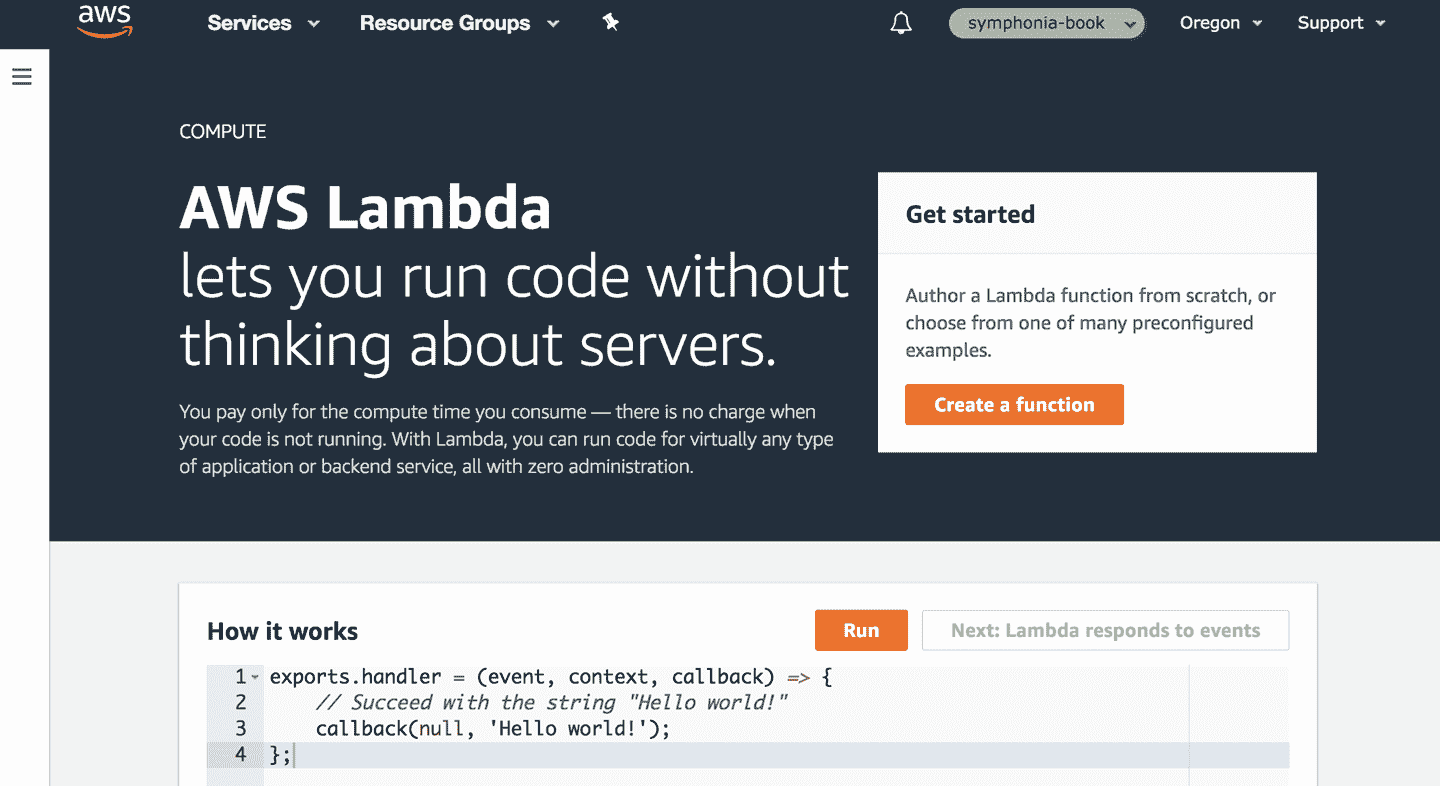 aws
Services
Resource Groups
symphonia-book
Oregon
Support
COMPUTE
AWS Lambda
lets you run code without
thinking about servers.
You pay only for the compute time you consume — there is no charge when
your code is not running. With Lambda, you can run code for virtually any type
of application or backend service, all with zero administration.
Get started
Author a Lambda function from scratch, or
choose from one of many preconfigured
examples.
Create a function
How it works
Run
Next: Lambda responds to events
1 exports.handler = (event, context, callback) => {
2     // Succeed with the string "Hello world!"
3     callback(null, 'Hello world!');
4 };